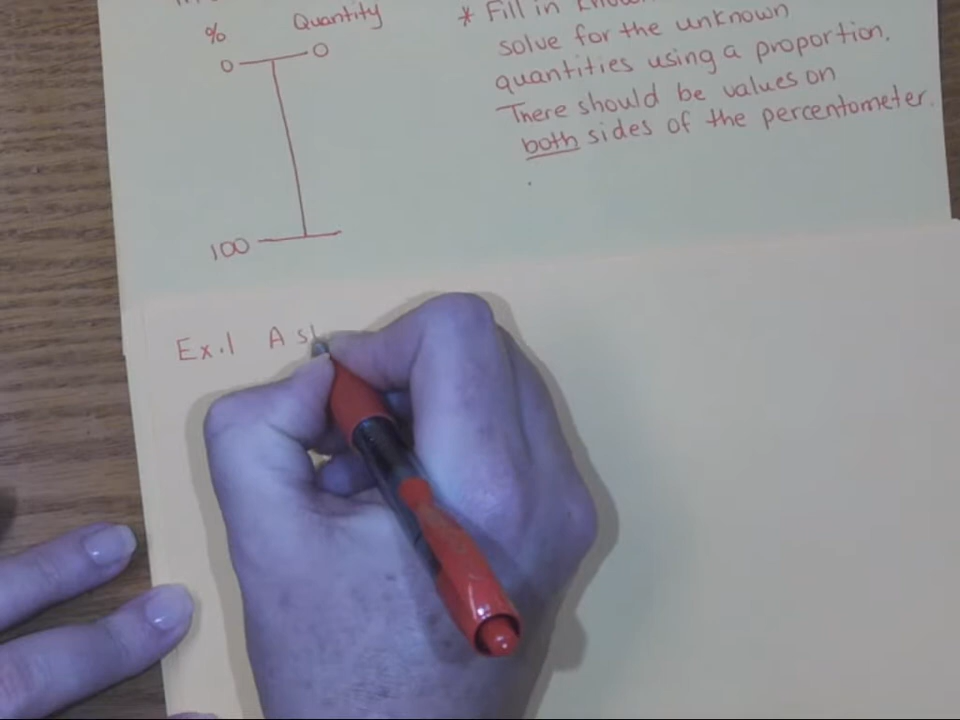 % Quantity
0 0
100
* Fill in
solve for the unknown
quantities using a proportion.
There should be values on
both sides of the percentometer.
Ex.1 A